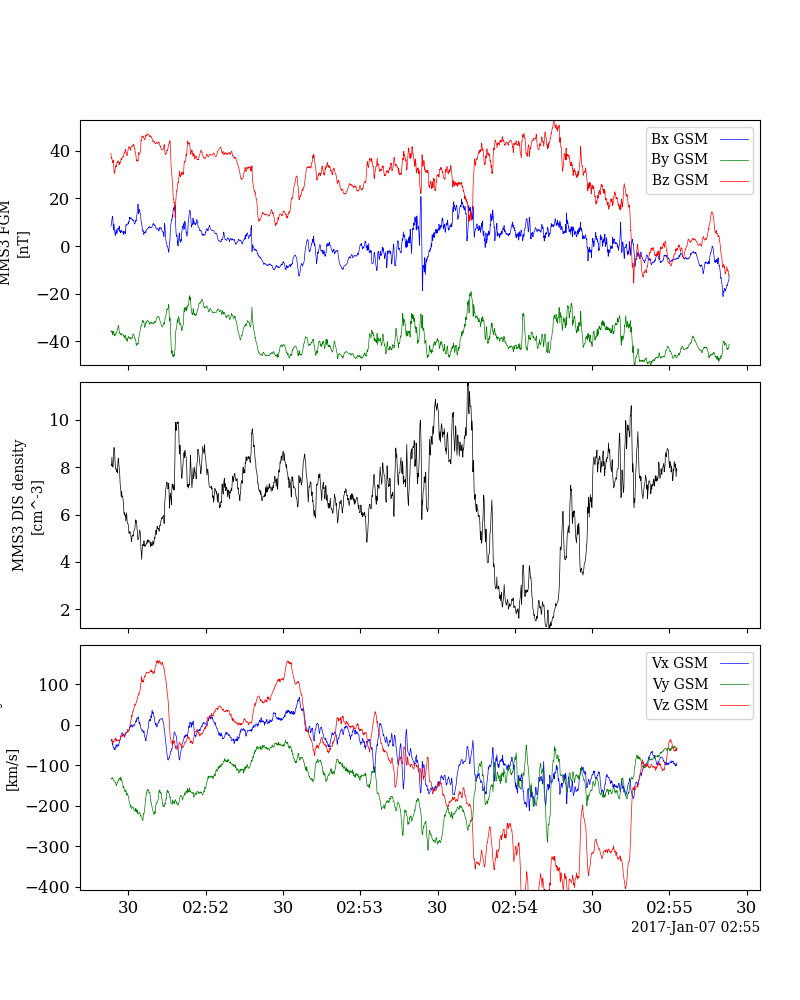 40
20
0
−20
−40
MMS3 FGM
[nT]
Bx GSM
By GSM
Bz GSM
10
8
6
4
2
MMS3 DIS density
[cm^-3]
100
0
−100
−200
−300
−400
[km/s]
Vx GSM
Vy GSM
Vz GSM
30 02:52 30 02:53 30 02:54 30 02:55 30
2017-Jan-07 02:55